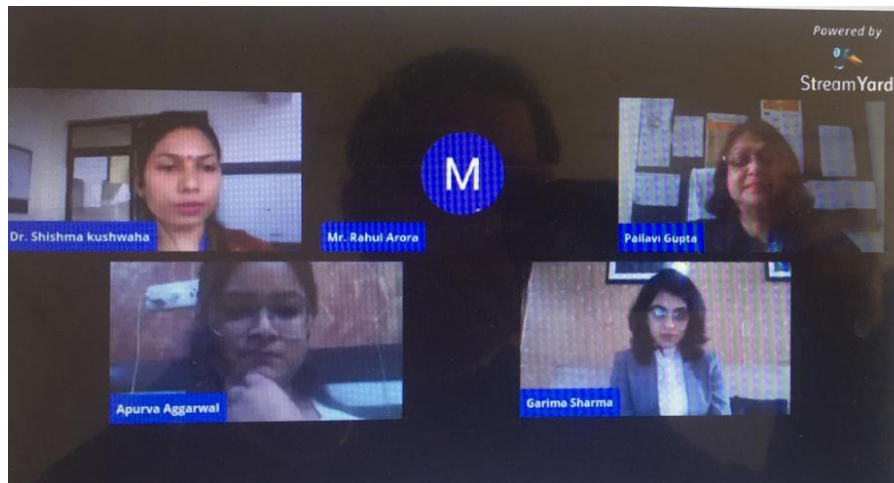 Powered by
StreamYard
Dr. Shishma kushwaha
M
Mr. Rahul Arora
Pallavi Gupta
Apurva Aggarwal
Garima Sharma